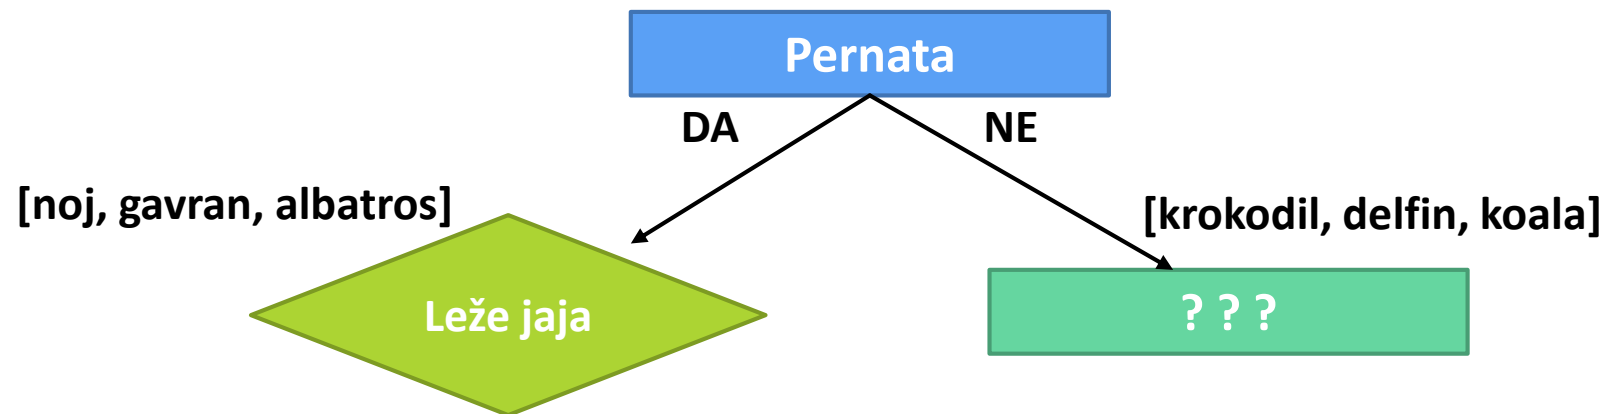 Pernata
DA
NE
[noj, gavran, albatros]
[krokodil, delfin, koala]
Leže jaja
? ? ?